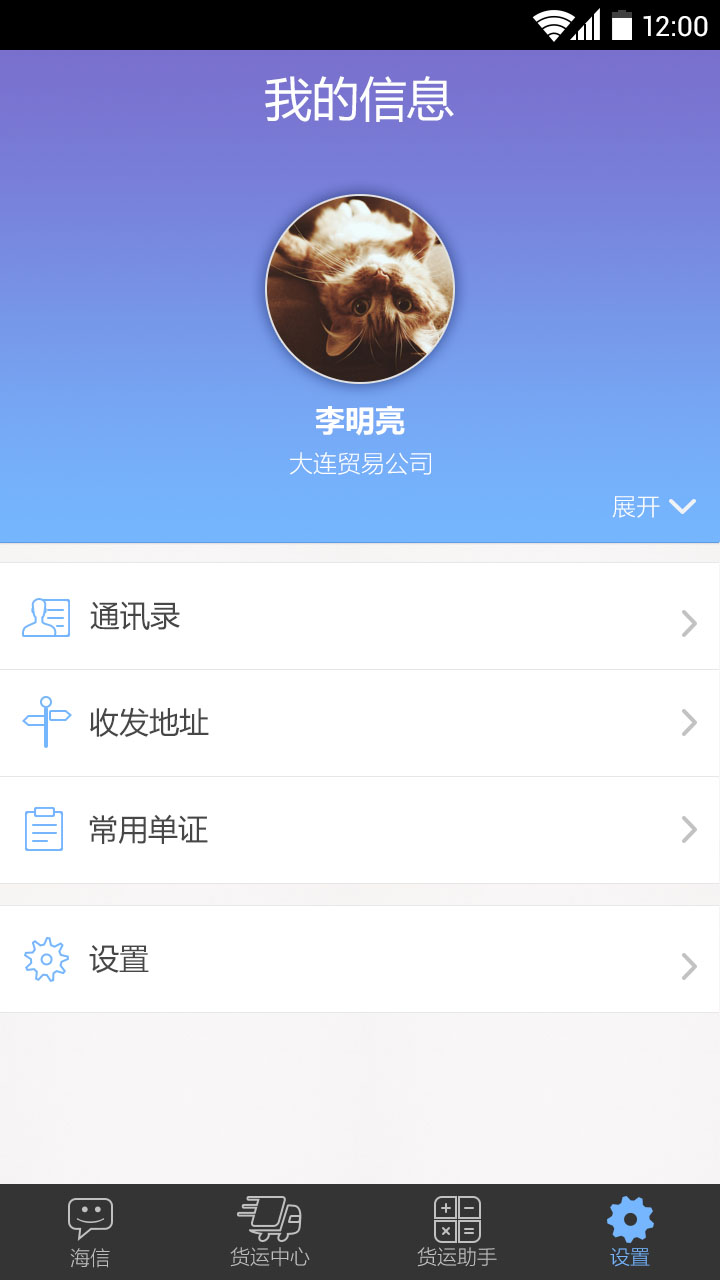 12:00
我的信息
李明亮
大连贸易公司
展开
通讯录
收发地址
常用单证
设置
海信
货运中心
货运助手
设置